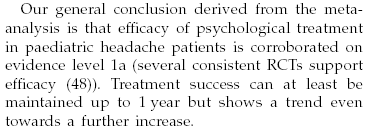 Our general conclusion derived from the meta-
analysis is that efficacy of psychological treatment
in paediatric headache patients is corroborated on
evidence level 1a (several consistent RCTs support
efficacy (48)). Treatment success can at least be
maintained up to 1 year but shows a trend even
towards a further increase.